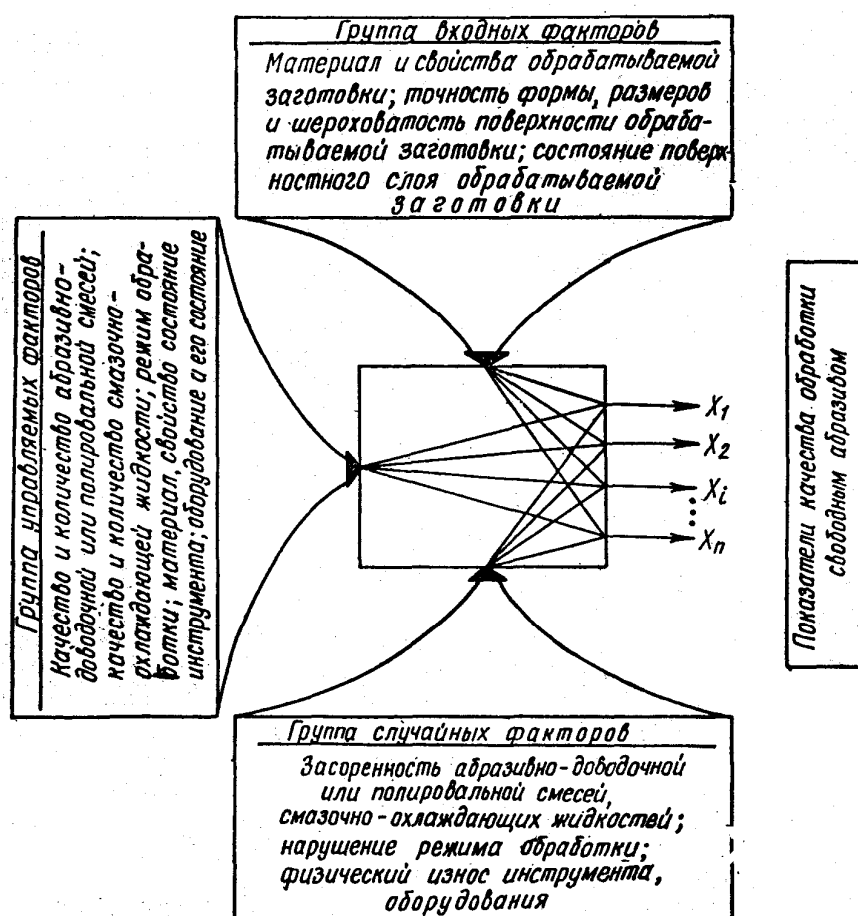 Группа входных факторов
Материал и свойства обрабатываемой
заготовки; точность формы, размеров
и шероховатость поверхности обраба-
тываемой заготовки; состояние поверх-
ностного слоя обрабатываемой
заготовки
Группа управляемых факторов
Качество и количество абразивно-
доводочной или полировальной смесей;
качество и количество смазочно-
охлаждающей жидкости; режим обра-
ботки; материал, свойство состояние
инструмента; оборудование и его состояние
X1
X2
Xi
Xn
Показатели качества обработки
свободным абразивом
Группа случайных факторов
Засоренность абразивно-доводочной
или полировальной смесей,
смазочно-охлаждающих жидкостей;
нарушение режима обработки;
физический износ инструмента,
оборудования